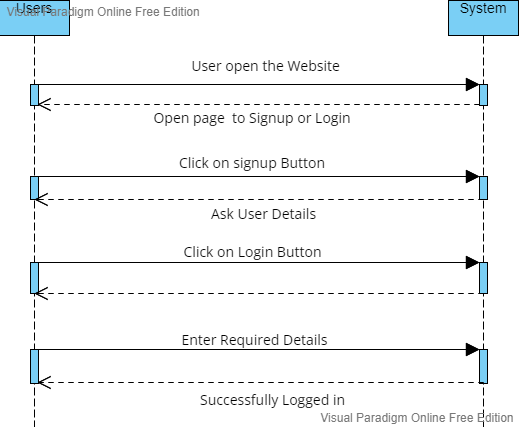 Users
Visual Paradigm Online Free Edition
System
User open the Website
Open page to Signup or Login
Click on signup Button
Ask User Details
Click on Login Button
Enter Required Details
Successfully Logged in
Visual Paradigm Online Free Edition